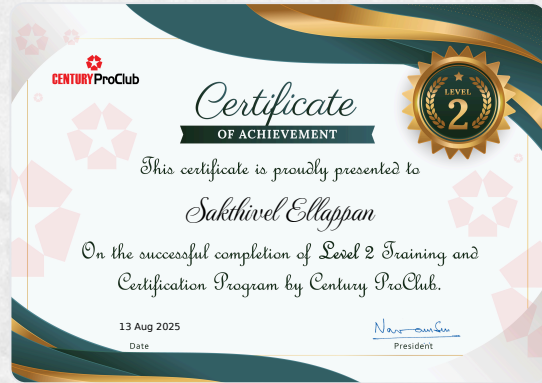 CENTURY ProClub
Certificate
OF ACHIEVEMENT
LEVEL
2
This certificate is proudly presented to
Sakthivel Ellappan
On the successful completion of Level 2 Training and
Certification Program by Century ProClub.
13 Aug 2025
Date
President